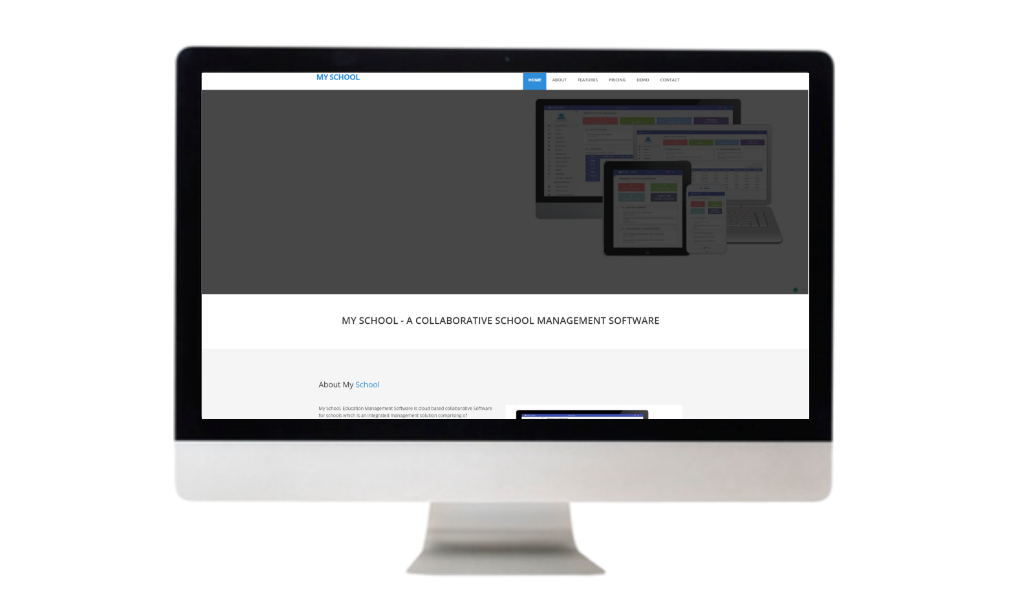 MY SCHOOL
HOME ABOUT FEATURES PRICING DEMO CONTACT
MY SCHOOL - A COLLABORATIVE SCHOOL MANAGEMENT SOFTWARE
About My School
My School, Education Management Software is cloud based collaborative Software
for schools which is an integrated management solution comprising of